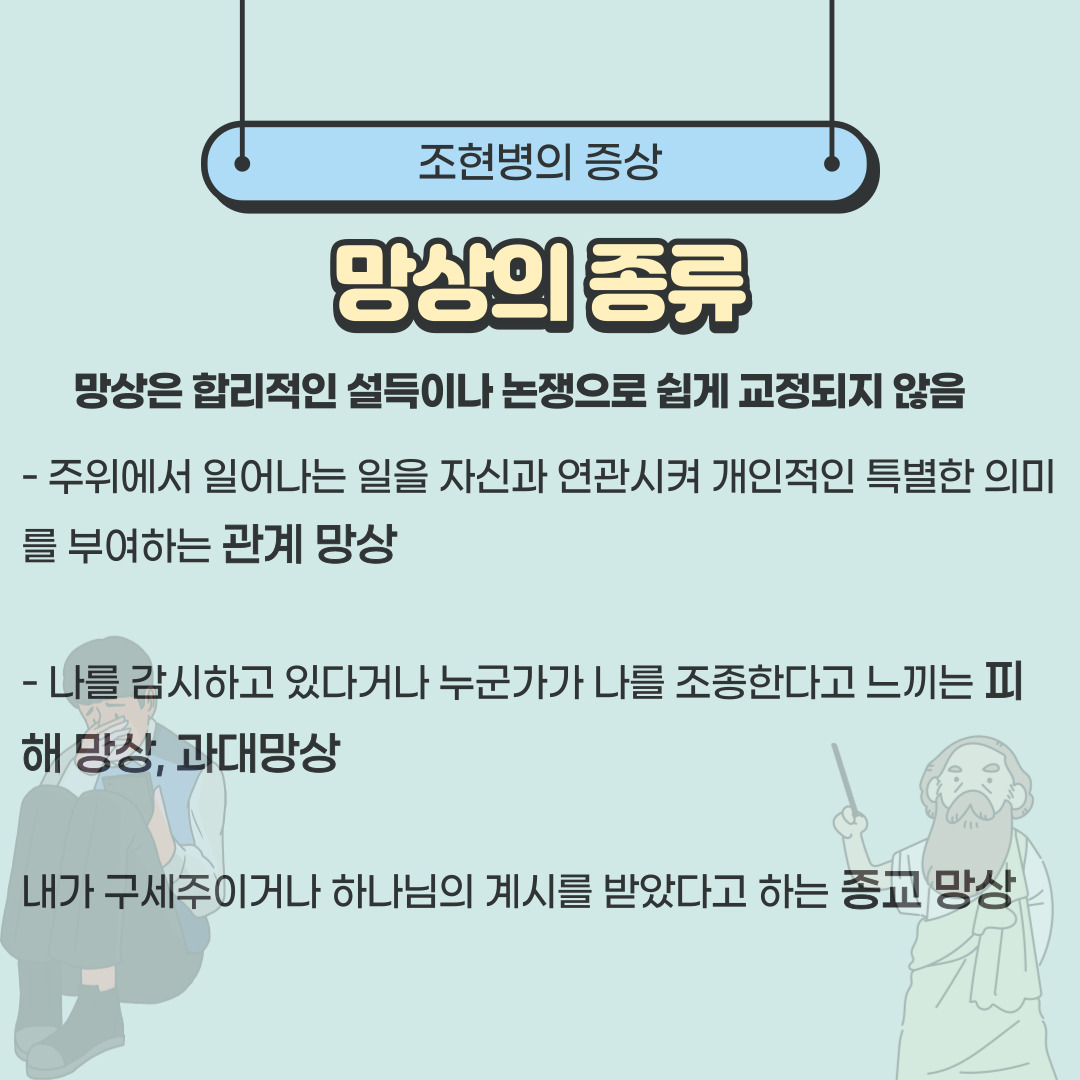 조현병의 증상
망상의 종류
망상은 합리적인 설득이나 논쟁으로 쉽게 교정되지 않음
- 주위에서 일어나는 일을 자신과 연관시켜 개인적인 특별한 의미
를 부여하는 관계 망상
- 나를 감시하고 있다거나 누군가가 나를 조종한다고 느끼는 피
해 망상, 과대망상
내가 구세주이거나 하나님의 계시를 받았다고 하는 종교 망상